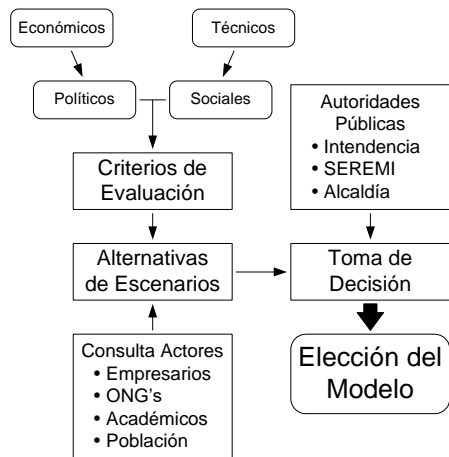 Económicos
Técnicos
Políticos
Sociales
Autoridades
Públicas
• Intendencia
• SEREMI
• Alcaldía
Criterios de
Evaluación
Alternativas
de Escenarios
Toma de
Decisión
Consulta Actores
• Empresarios
• ONG's
• Académicos
• Población
Elección del
Modelo